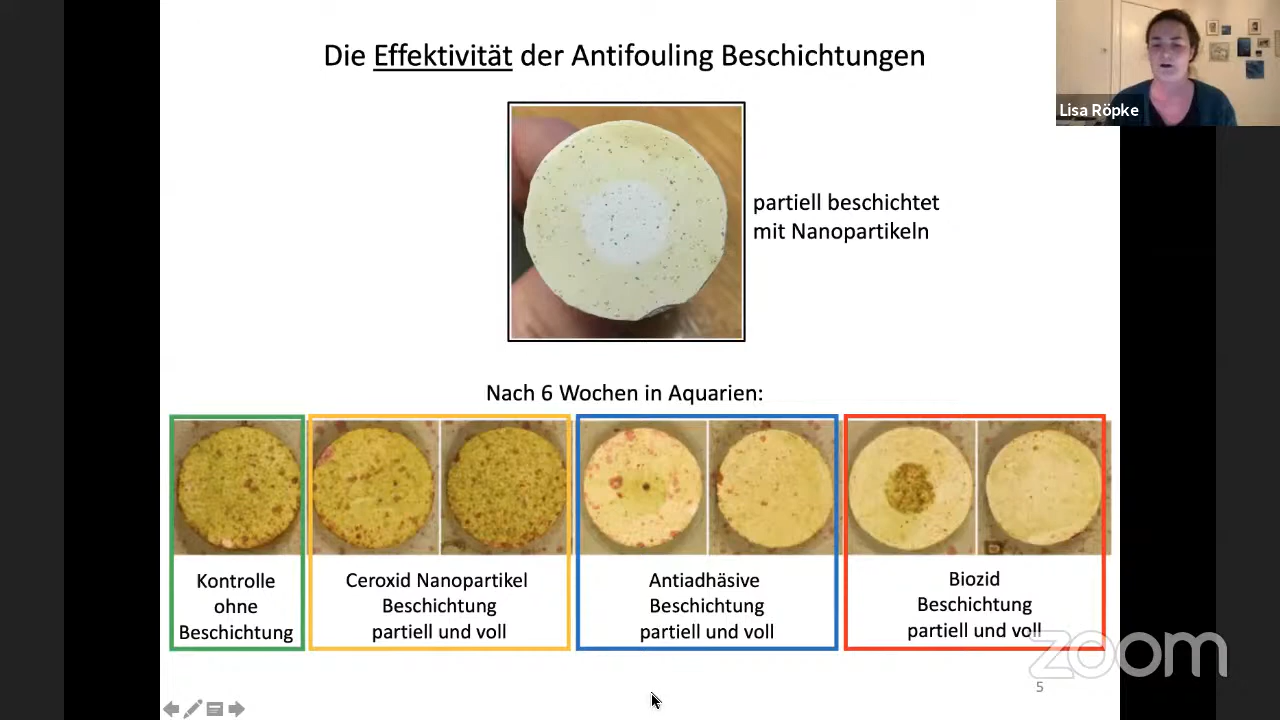 Die Effektivität der Antifouling Beschichtungen
Lisa Röpke
partiell beschichtet
mit Nanopartikeln
Nach 6 Wochen in Aquarien:
Kontrolle
ohne
Beschichtung
Ceroxid Nanopartikel
Beschichtung
partiell und voll
Antiadhäsive
Beschichtung
partiell und voll
Biozid
Beschichtung
partiell und voll
zoom
5